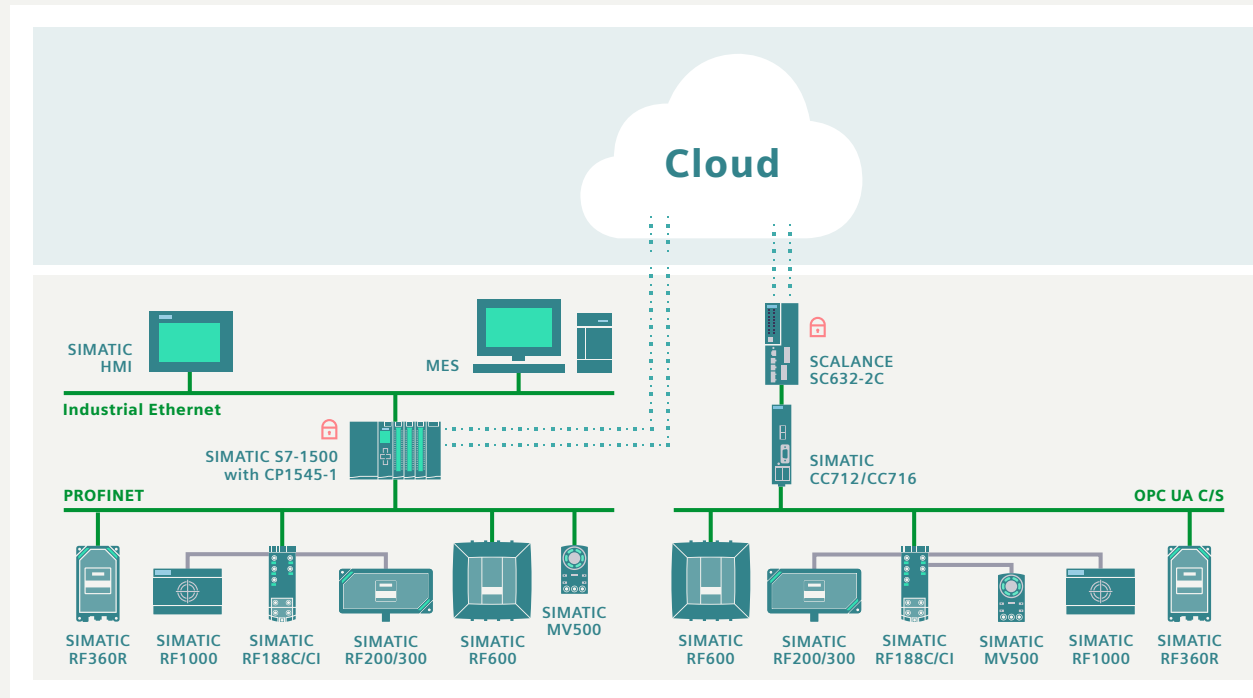 Cloud
SIMATIC
HMI
MES
Industrial Ethernet
SCALANCE
SC632-2C
SIMATIC S7-1500
with CP1545-1
SIMATIC
CC712/CC716
PROFINET
OPC UA C/S
SIMATIC
RF360R
SIMATIC
RF1000
SIMATIC
RF188C/CI
SIMATIC
RF200/300
SIMATIC
RF600
SIMATIC
MV500
SIMATIC
RF600
SIMATIC
RF200/300
SIMATIC
RF188C/CI
SIMATIC
MV500
SIMATIC
RF1000
SIMATIC
RF360R